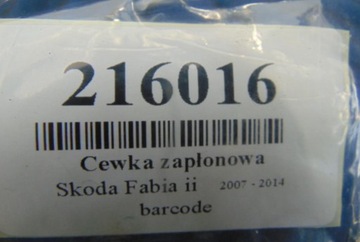 216016
Cewka zapłonowa
Skoda Fabia ii 2007 - 2014
barcode